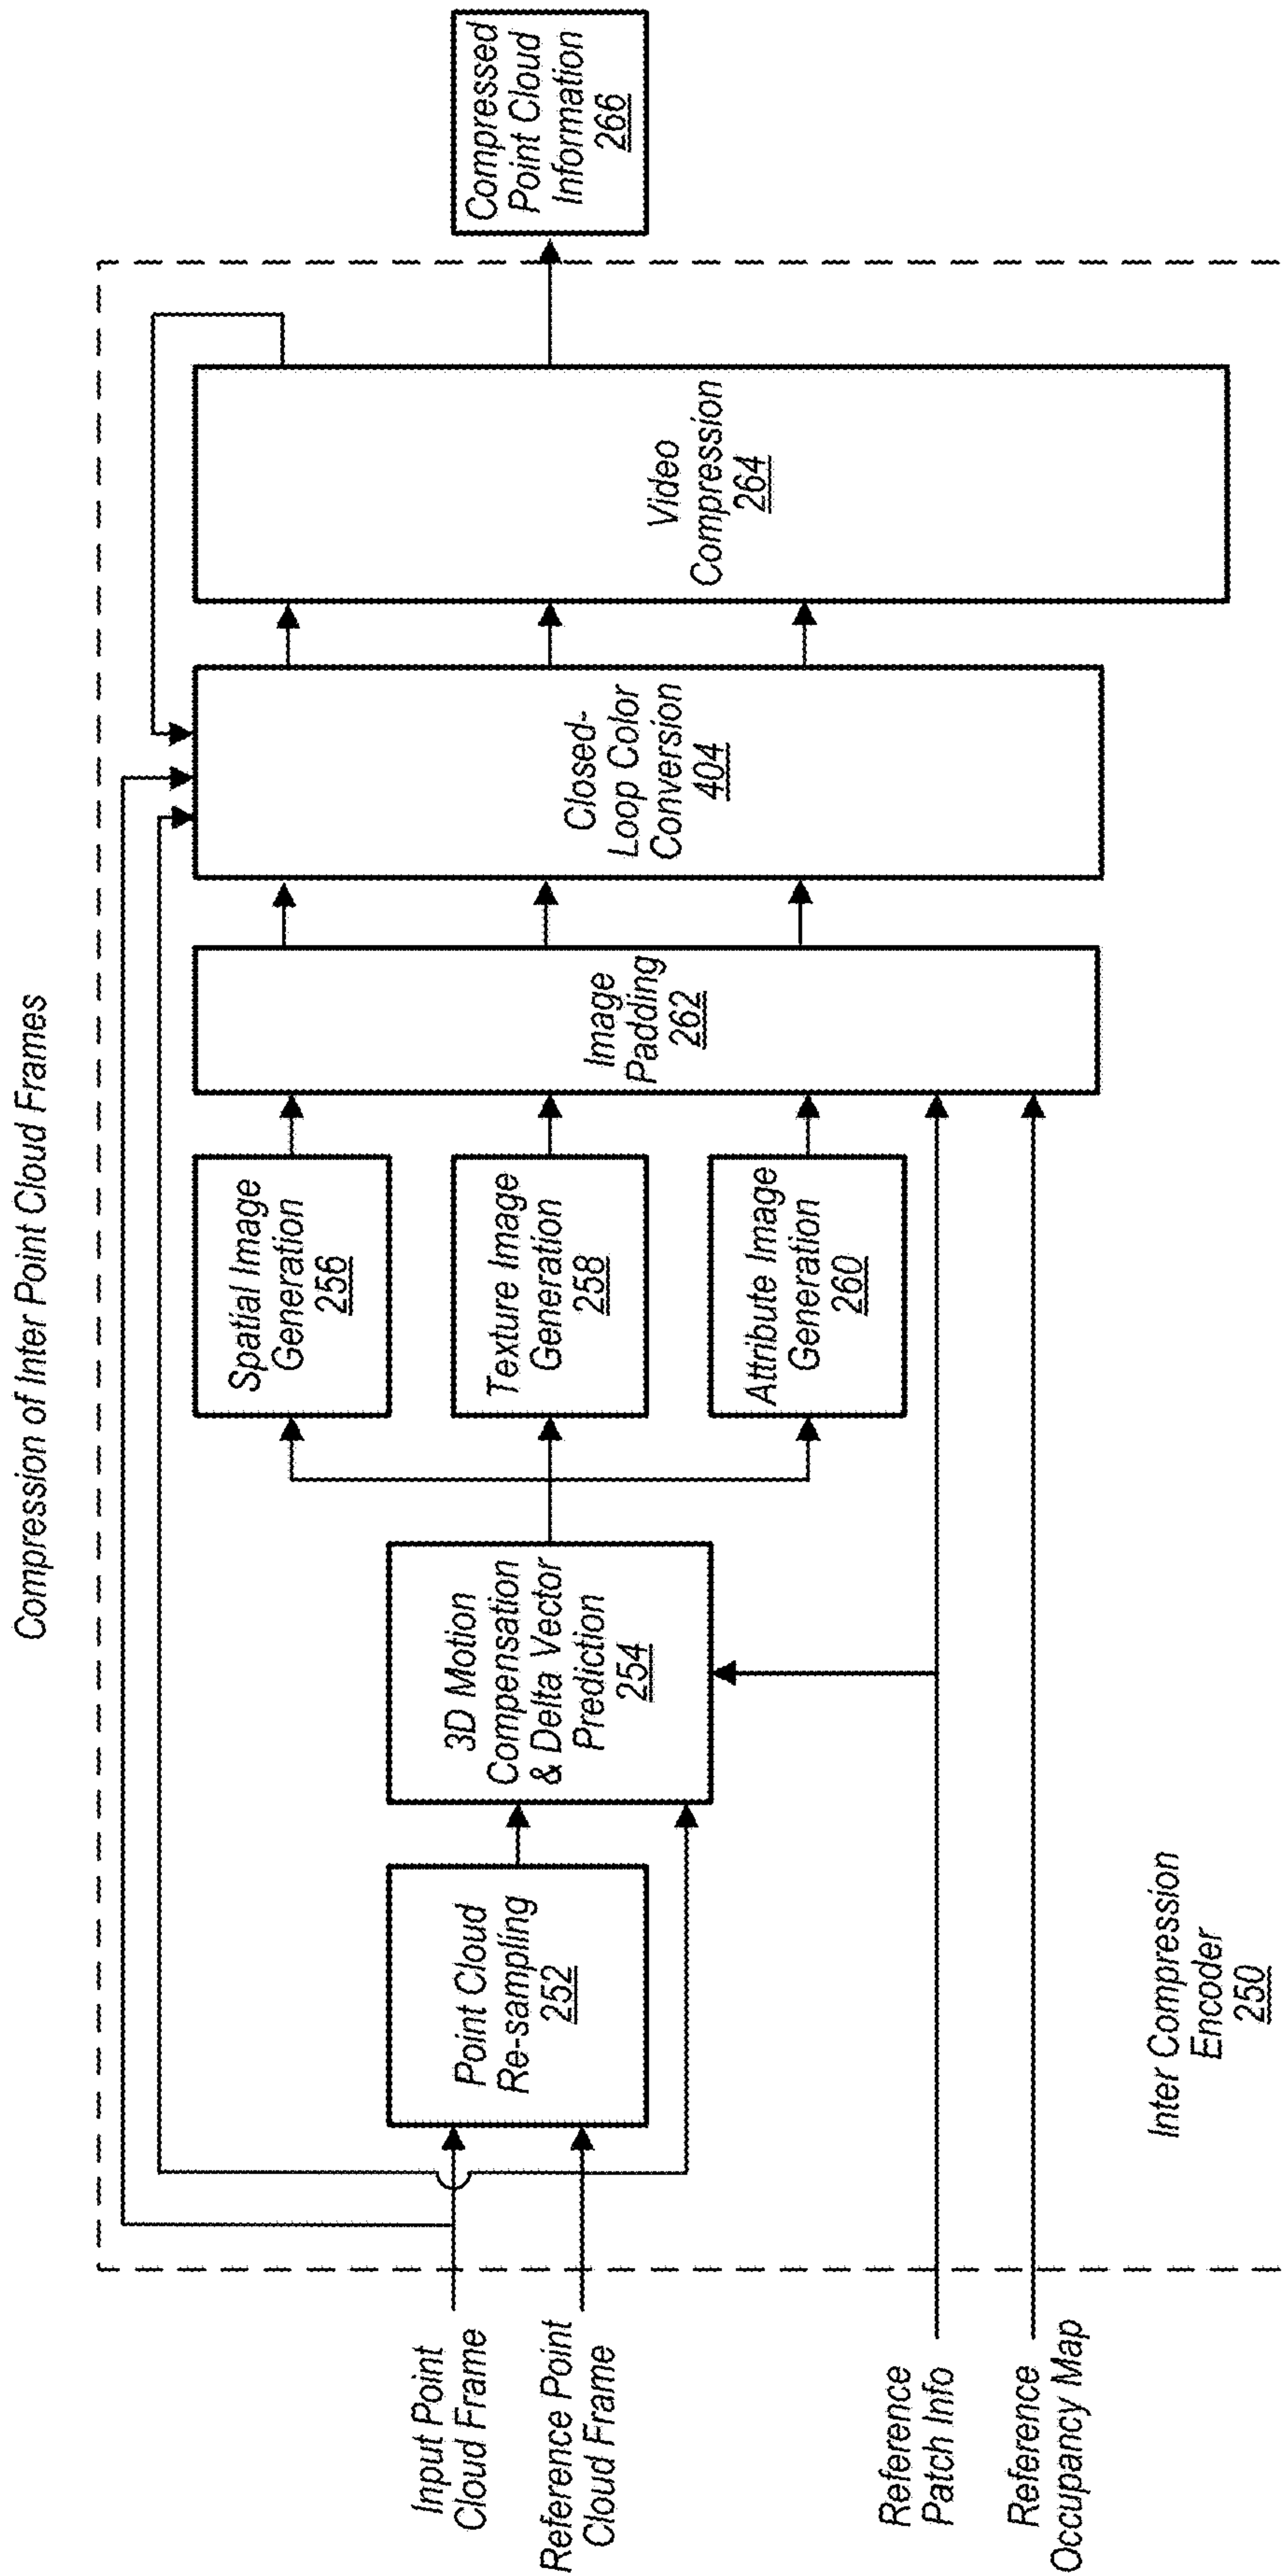 Compression of Inter Point Cloud Frames
Input Point
Cloud Frame
Reference Point
Cloud Frame
Reference
Patch Info
Reference
Occupancy Map
Point Cloud
Re-sampling
252
3D Motion
Compensation
& Delta Vector
Prediction
254
Spatial Image
Generation
256
Texture Image
Generation
258
Attribute Image
Generation
260
Image
Padding
262
Closed-
Loop Color
Conversion
404
Video
Compression
264
Compressed
Point Cloud
Information
266
Inter Compression
Encoder
250